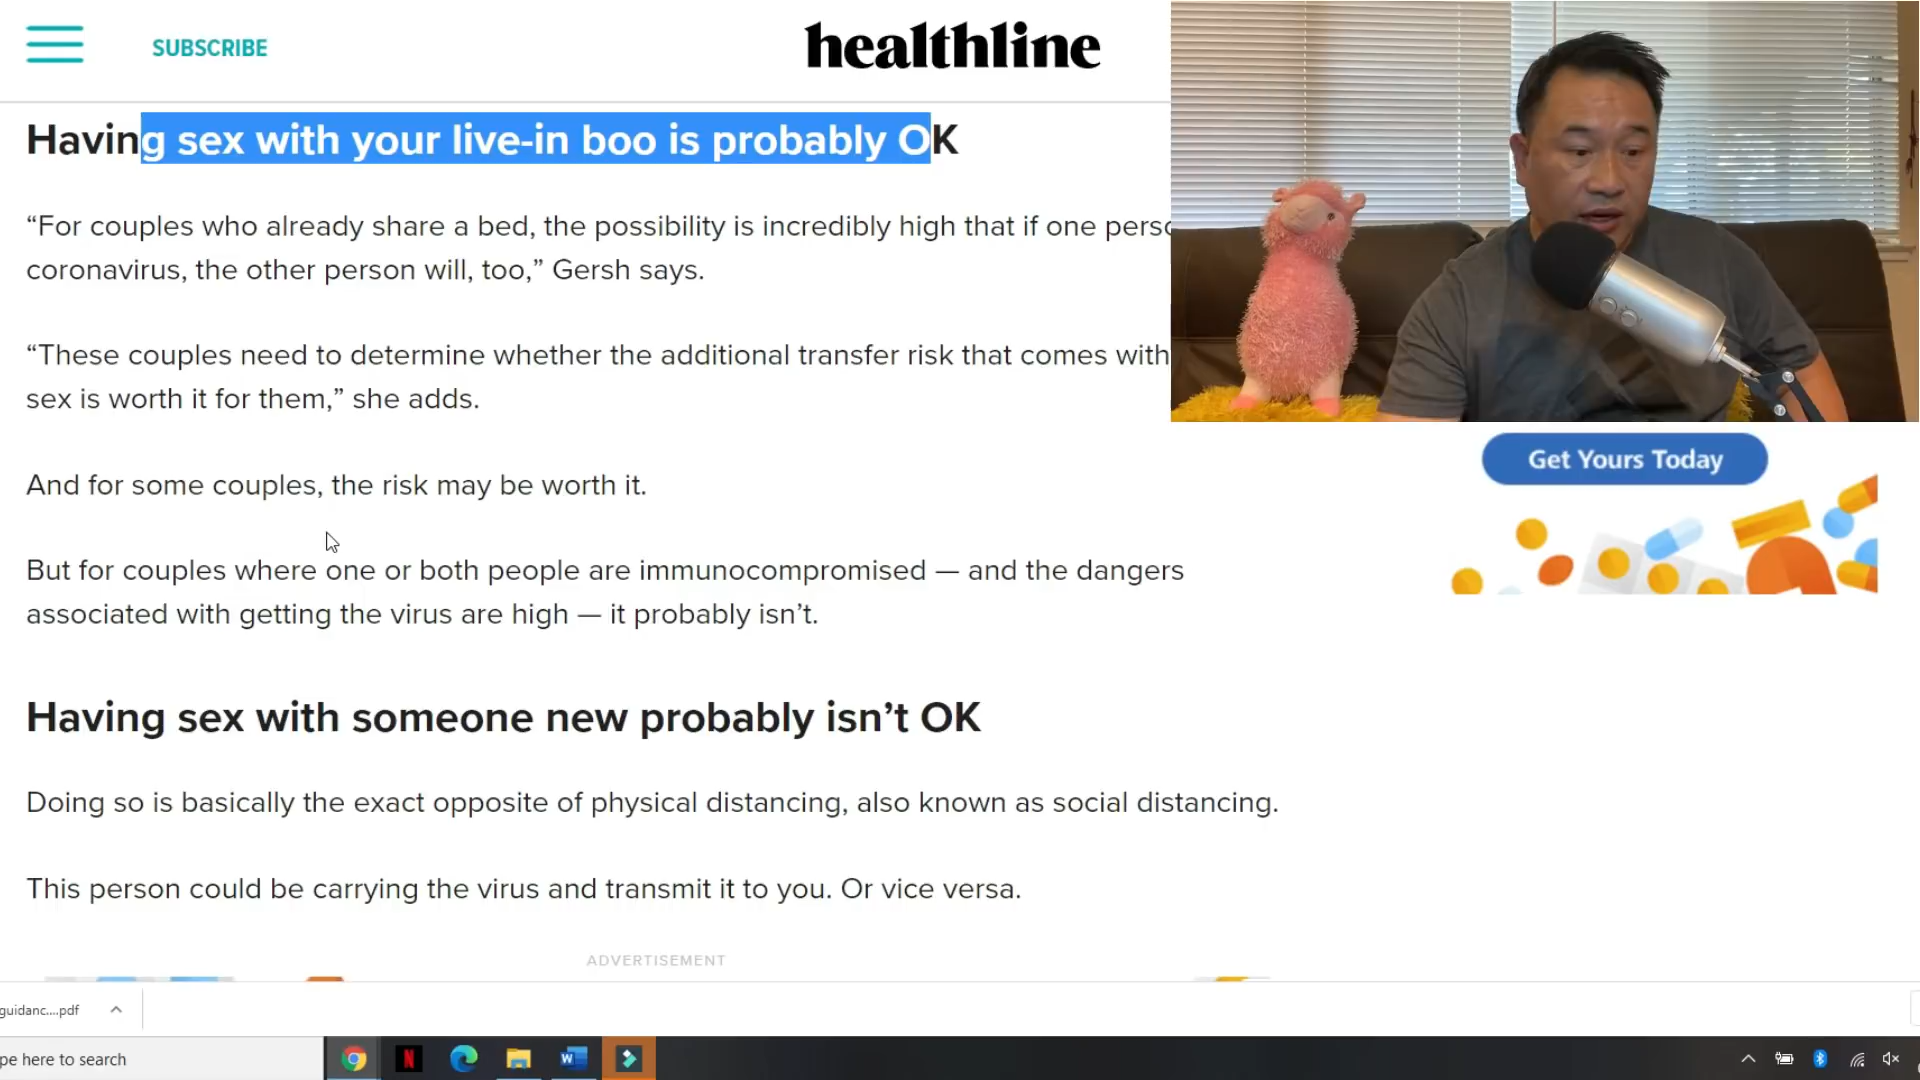 SUBSCRIBE
healthline
Having sex with your live-in boo is probably OK
“For couples who already share a bed, the possibility is incredibly high that if one perso
coronavirus, the other person will, too,” Gersh says.
“These couples need to determine whether the additional transfer risk that comes with
sex is worth it for them,” she adds.
And for some couples, the risk may be worth it.
But for couples where one or both people are immunocompromised — and the dangers
associated with getting the virus are high — it probably isn’t.
Get Yours Today
Having sex with someone new probably isn’t OK
Doing so is basically the exact opposite of physical distancing, also known as social distancing.
This person could be carrying the virus and transmit it to you. Or vice versa.
ADVERTISEMENT
guidanc....pdf
pe here to search
N
W